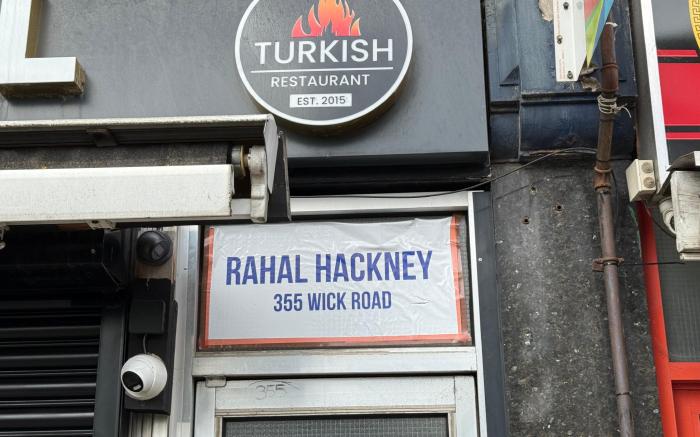 TURKISH
RESTAURANT
EST. 2015
RAHAL HACKNEY
355 WICK ROAD
355